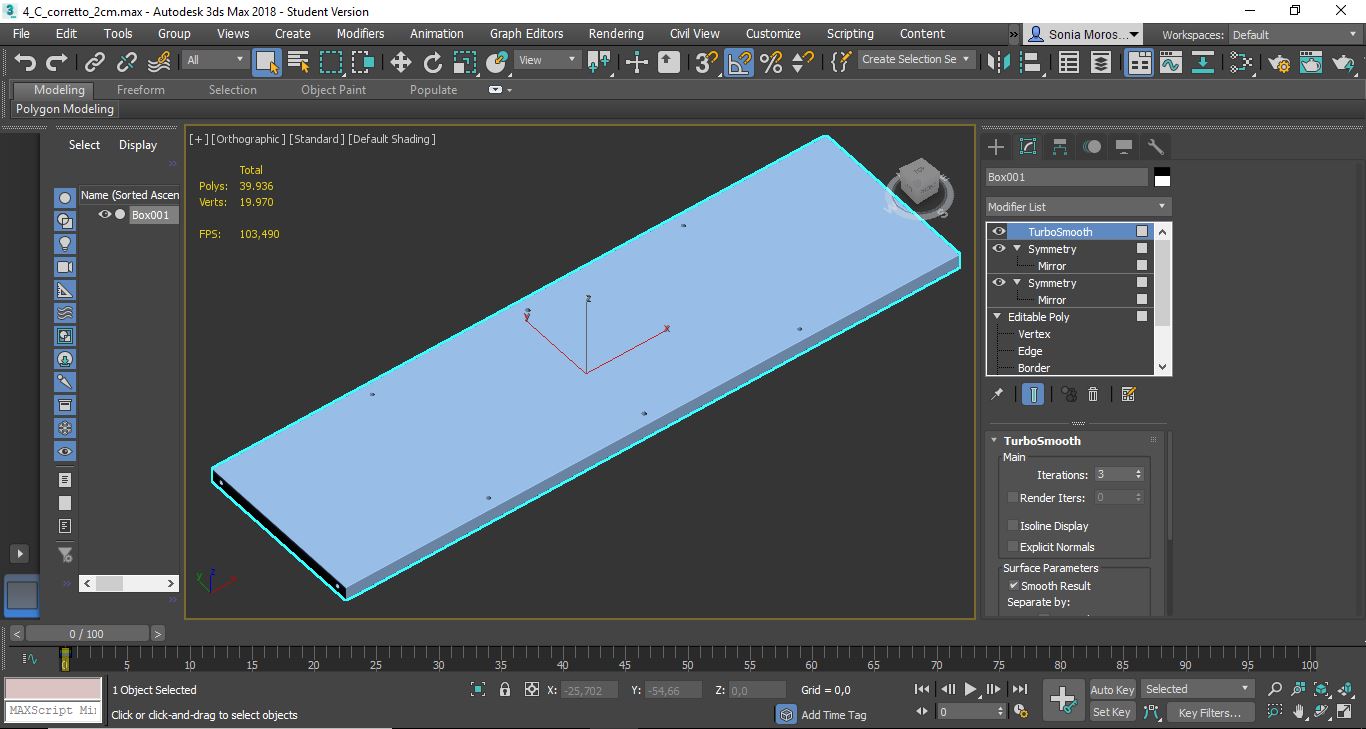 4_C_corretto_2cm.max - Autodesk 3ds Max 2018 - Student Version
File Edit Tools Group Views Create Modifiers Animation Graph Editors Rendering Civil View Customize Scripting Content » Sonia Moros... Workspaces: Default
All View Create Selection Se
Modeling Freeform Selection Object Paint Populate
Polygon Modeling
Select Display
Name (Sorted Ascen
Box001
[+] [Orthographic ] [Standard ] [Default Shading ]
Total
Polys: 39.936
Verts: 19.970
FPS: 103,490
z
y
x
Box001
Modifier List
TurboSmooth
Symmetry
Mirror
Symmetry
Mirror
Editable Poly
Vertex
Edge
Border
TurboSmooth
Main
Iterations: 3
Render Iters: 0
Isoline Display
Explicit Normals
Surface Parameters
Smooth Result
Separate by:
0 / 100
0 5 10 15 20 25 30 35 40 45 50 55 60 65 70 75 80 85 90 95 100
1 Object Selected X: -25,702 Y: -54,66 Z: 0,0 Grid = 0,0 Auto Key Selected
MAXScript Mi
Click or click-and-drag to select objects Add Time Tag 0 Set Key Key Filters...